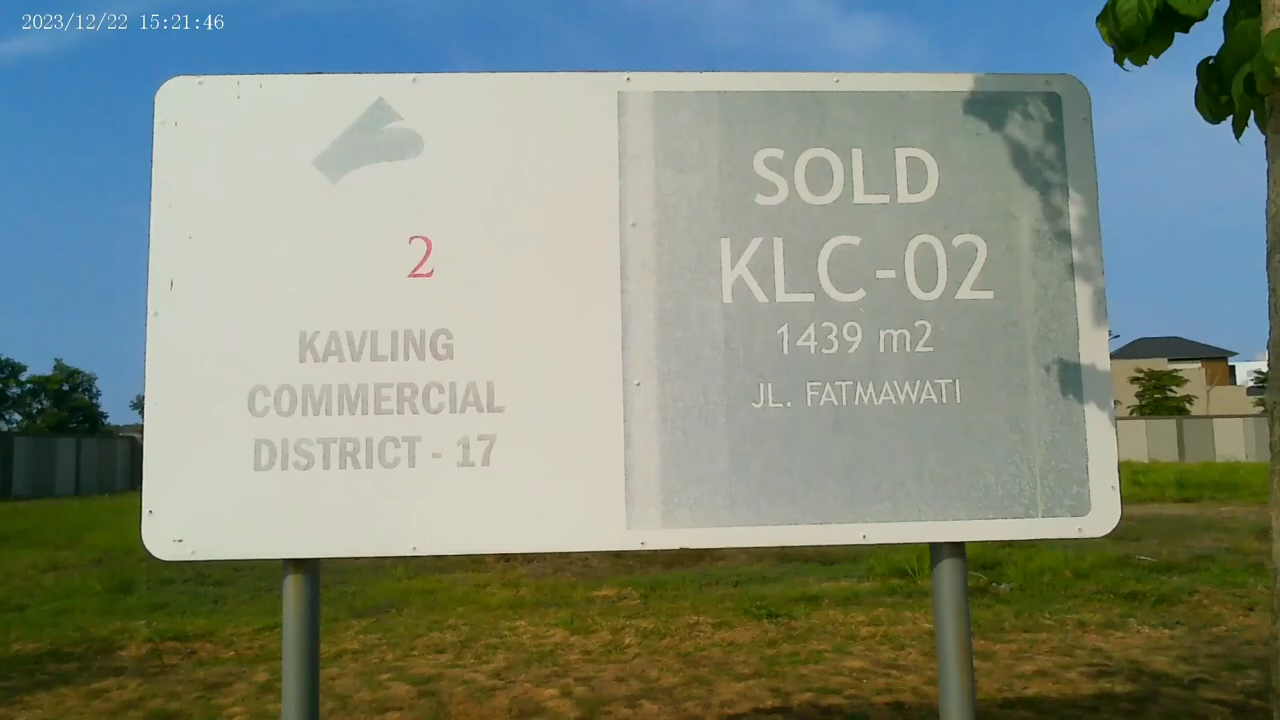 2023/12/22 15:21:46
2
KAVLING
COMMERCIAL
DISTRICT - 17
SOLD
KLC-02
1439 m2
JL. FATMAWATI